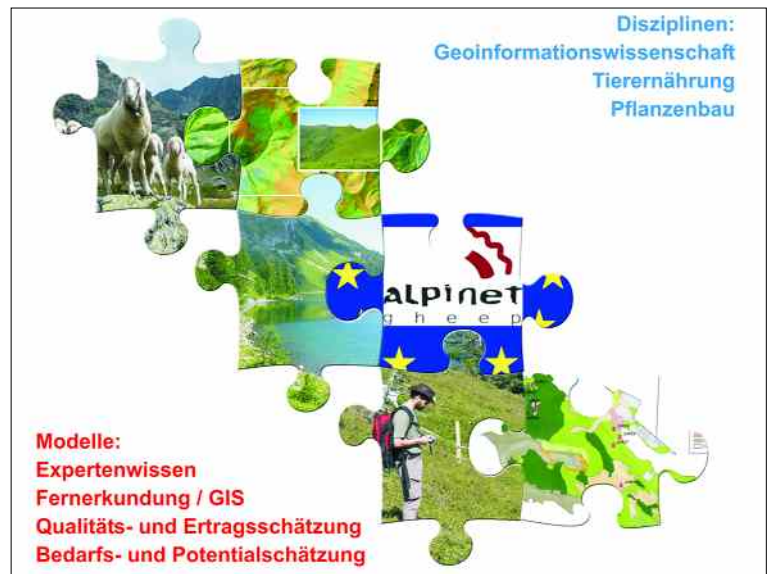 Disziplinen:
Geoinformationswissenschaft
Tierernährung
Pflanzenbau
alpinet
gheep
Modelle:
Expertenwissen
Fernerkundung / GIS
Qualitäts- und Ertragsschätzung
Bedarfs- und Potentialschätzung